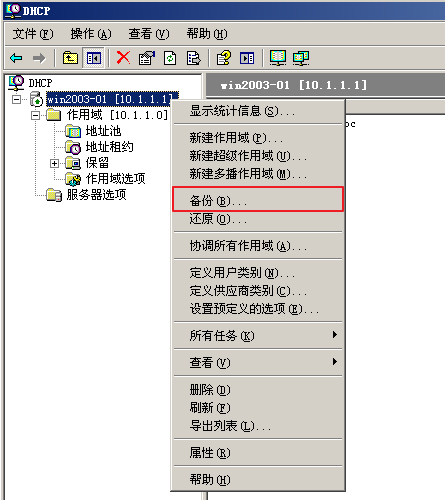 DHCP
文件(F) 操作(A) 查看(V) 帮助(H)
DHCP
win2003-01 [10.1.1.1]
win2003-01 [10.1.1.1]
作用域 [10.1.1.0]
地址池
地址租约
保留
作用域选项
服务器选项
显示统计信息(S)...
新建作用域(P)...
新建超级作用域(U)...
新建多播作用域(M)...
备份(B)...
还原(O)...
协调所有作用域(A)...
定义用户类别(N)...
定义供应商类别(C)...
设置预定义的选项(E)...
所有任务(K)
查看(V)
删除(D)
刷新(F)
导出列表(L)...
属性(R)
帮助(H)